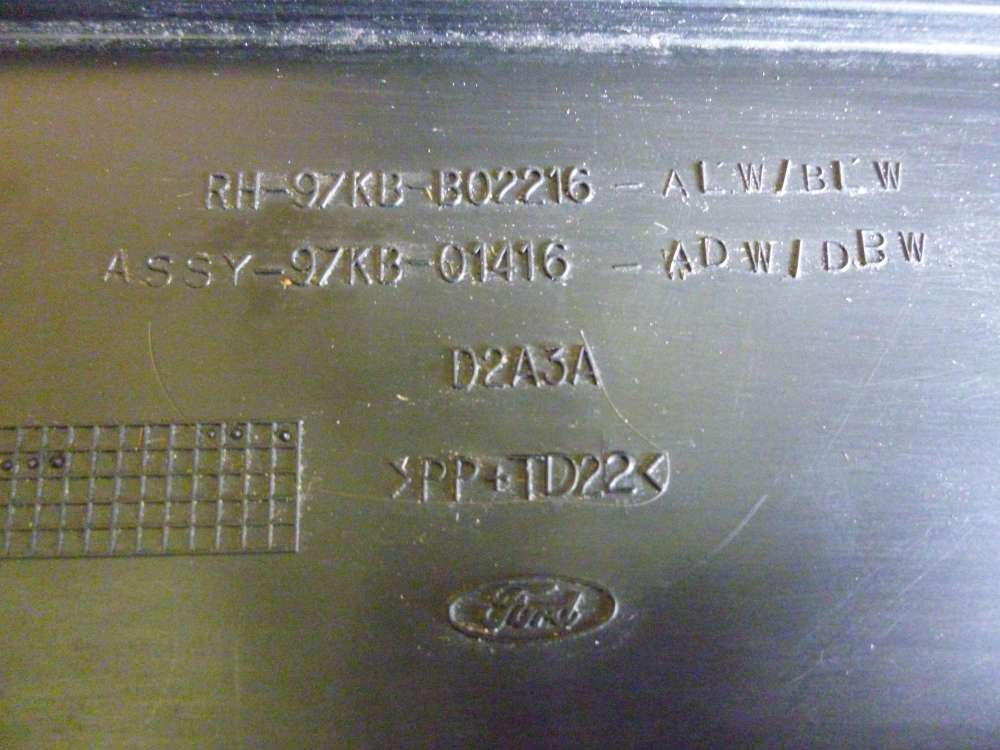 RH-97KB-B02216 - ALW/BLW
ASSY-97KB-01416 - ADW/DBW
D2A3A
>PP+TD22<
Ford